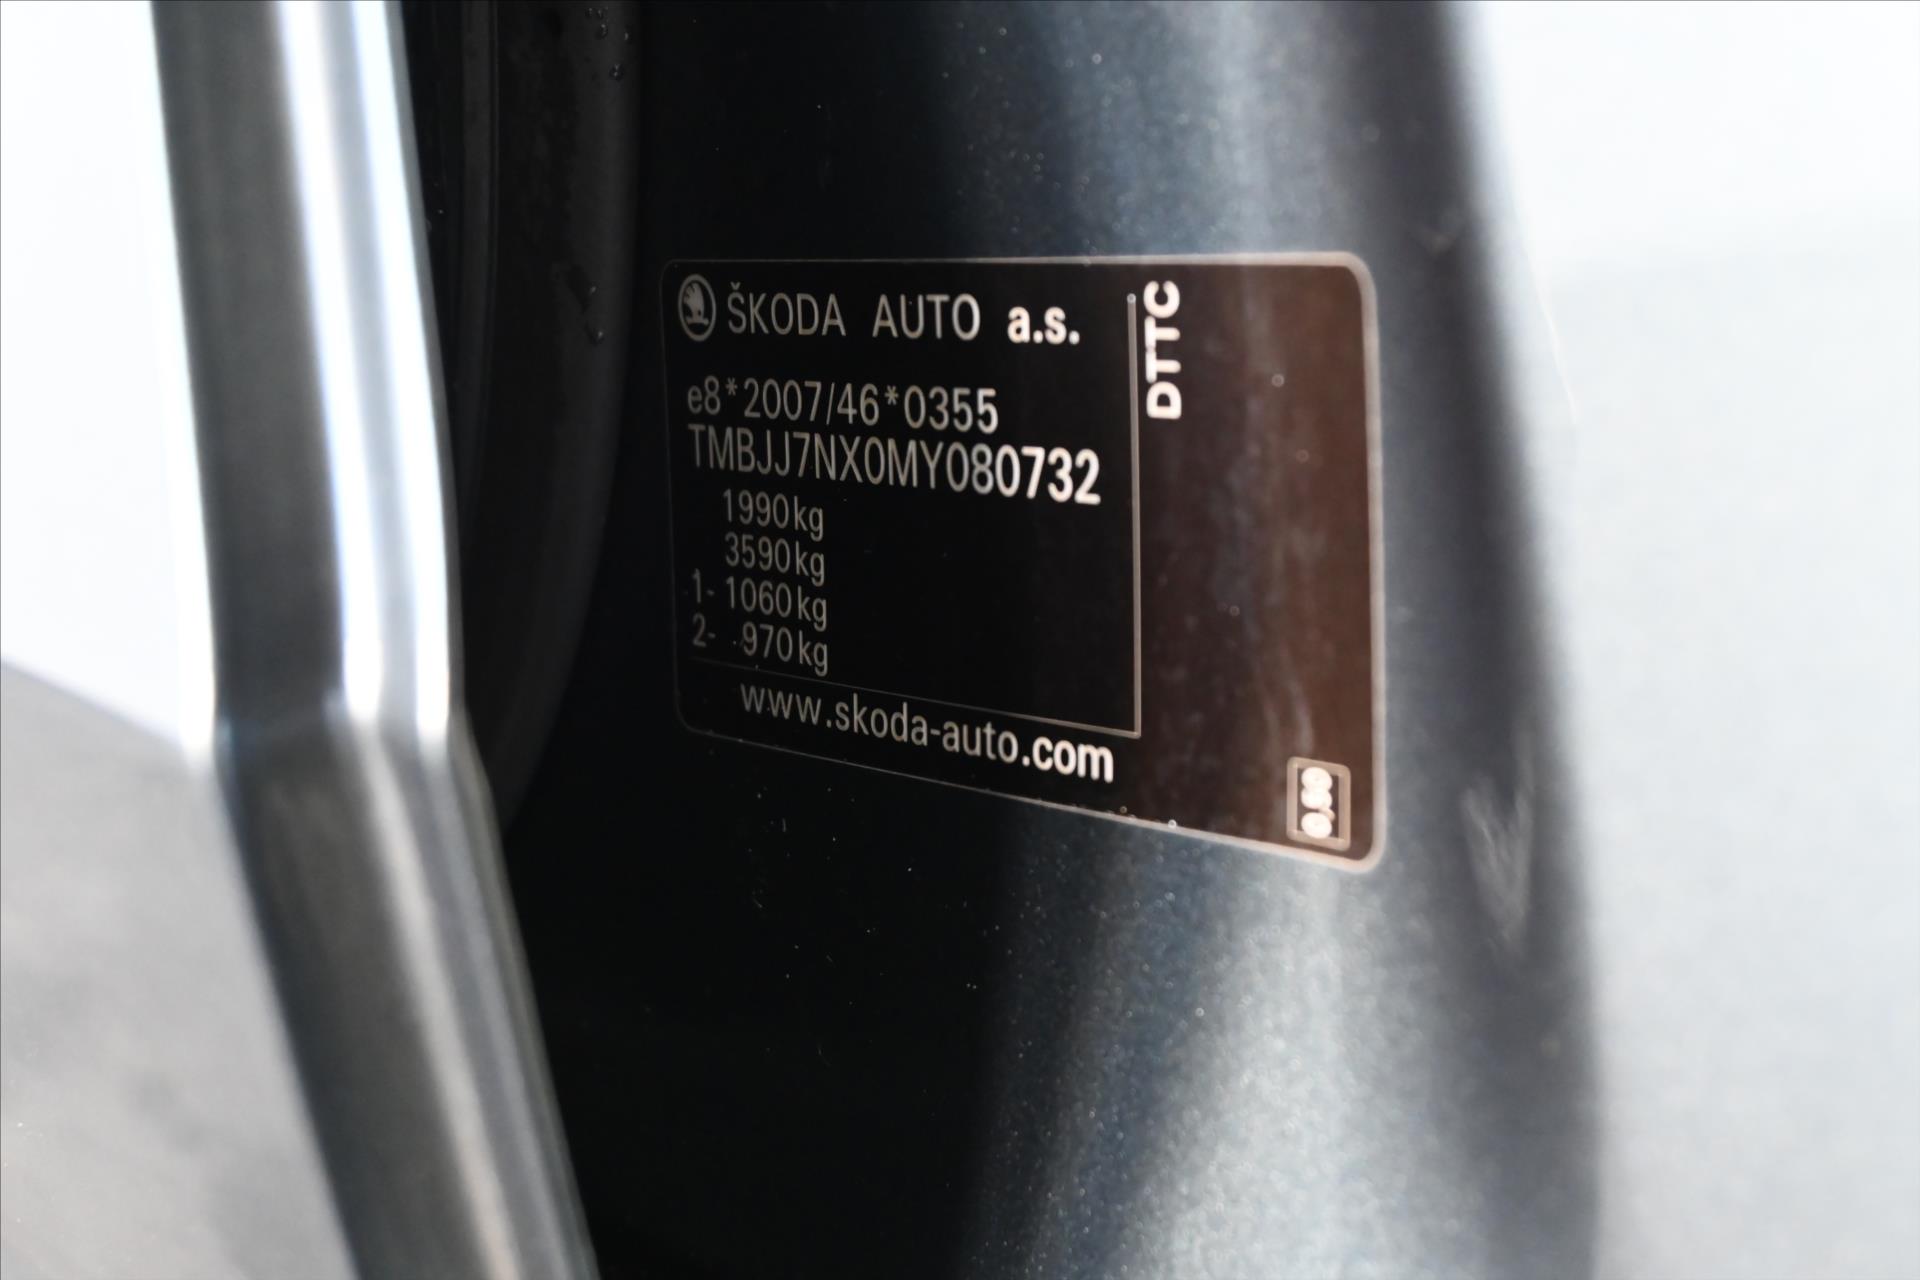 ŠKODA AUTO a.s.
e8*2007/46*0355
TMBJJ7NX0MY080732
1990kg
3590kg
1- 1060kg
2- 970kg
www.skoda-auto.com
DTTC